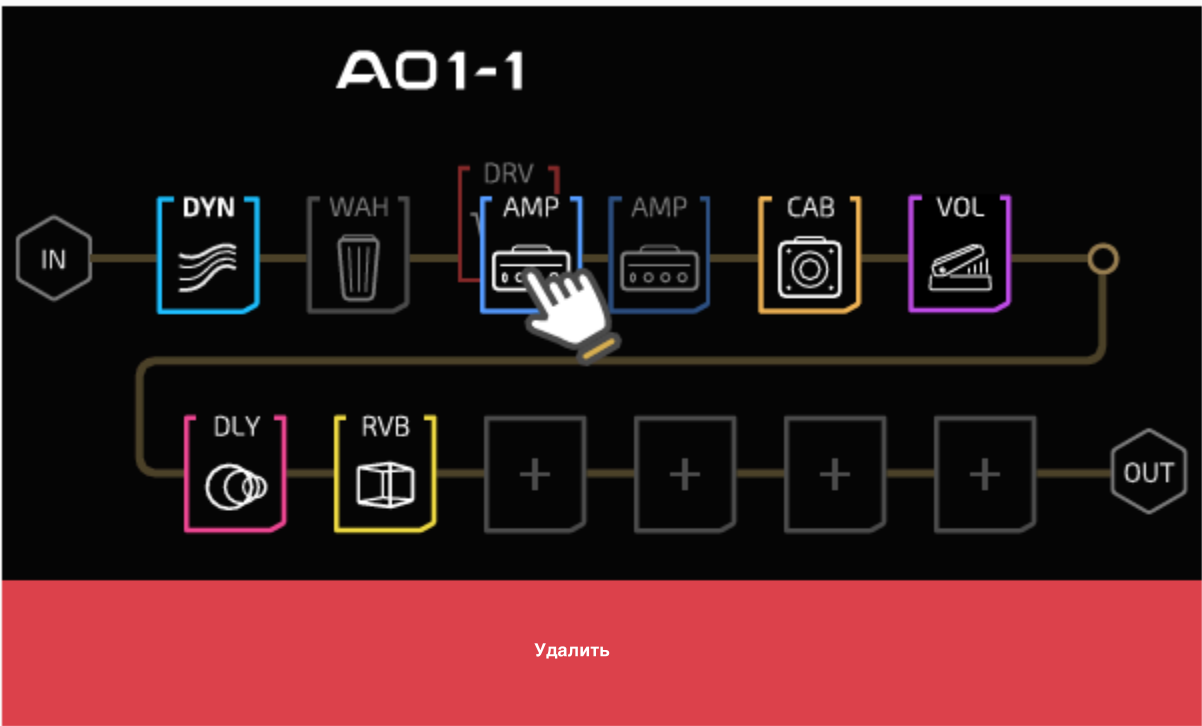 A01-1
DRV
IN DYN WAH AMP AMP CAB VOL
DLY RVB + + + + OUT
Удалить